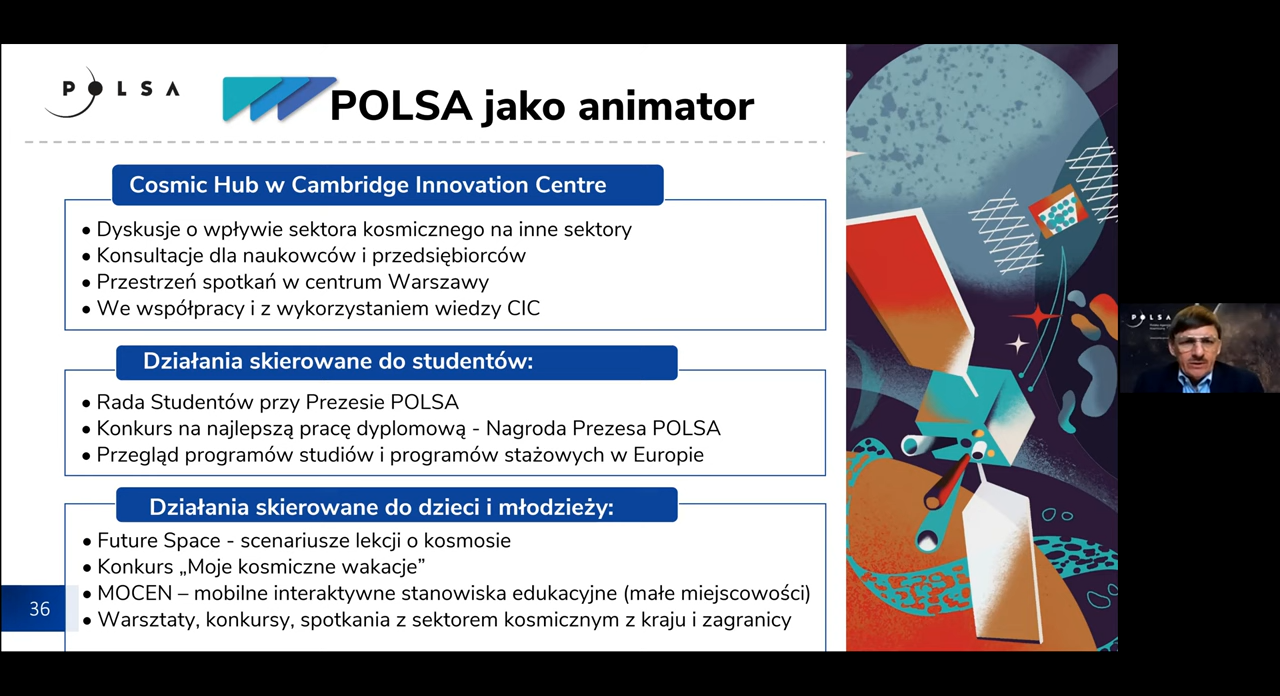 POLSA
POLSA jako animator
Cosmic Hub w Cambridge Innovation Centre
• Dyskusje o wpływie sektora kosmicznego na inne sektory
• Konsultacje dla naukowców i przedsiębiorców
• Przestrzeń spotkań w centrum Warszawy
• We współpracy i z wykorzystaniem wiedzy CIC
Działania skierowane do studentów:
• Rada Studentów przy Prezesie POLSA
• Konkurs na najlepszą pracę dyplomową - Nagroda Prezesa POLSA
• Przegląd programów studiów i programów stażowych w Europie
Działania skierowane do dzieci i młodzieży:
• Future Space - scenariusze lekcji o kosmosie
• Konkurs „Moje kosmiczne wakacje”
• MOCEN – mobilne interaktywne stanowiska edukacyjne (małe miejscowości)
• Warsztaty, konkursy, spotkania z sektorem kosmicznym z kraju i zagranicy
36
POLSA